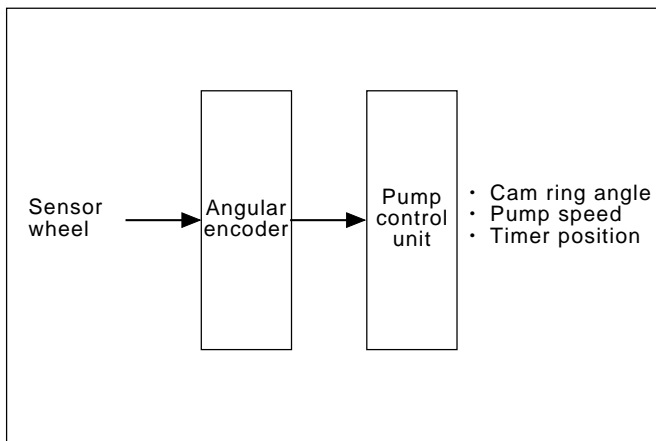 Sensor
wheel
Angular
encoder
Pump
control
unit
・ Cam ring angle
・ Pump speed
・ Timer position